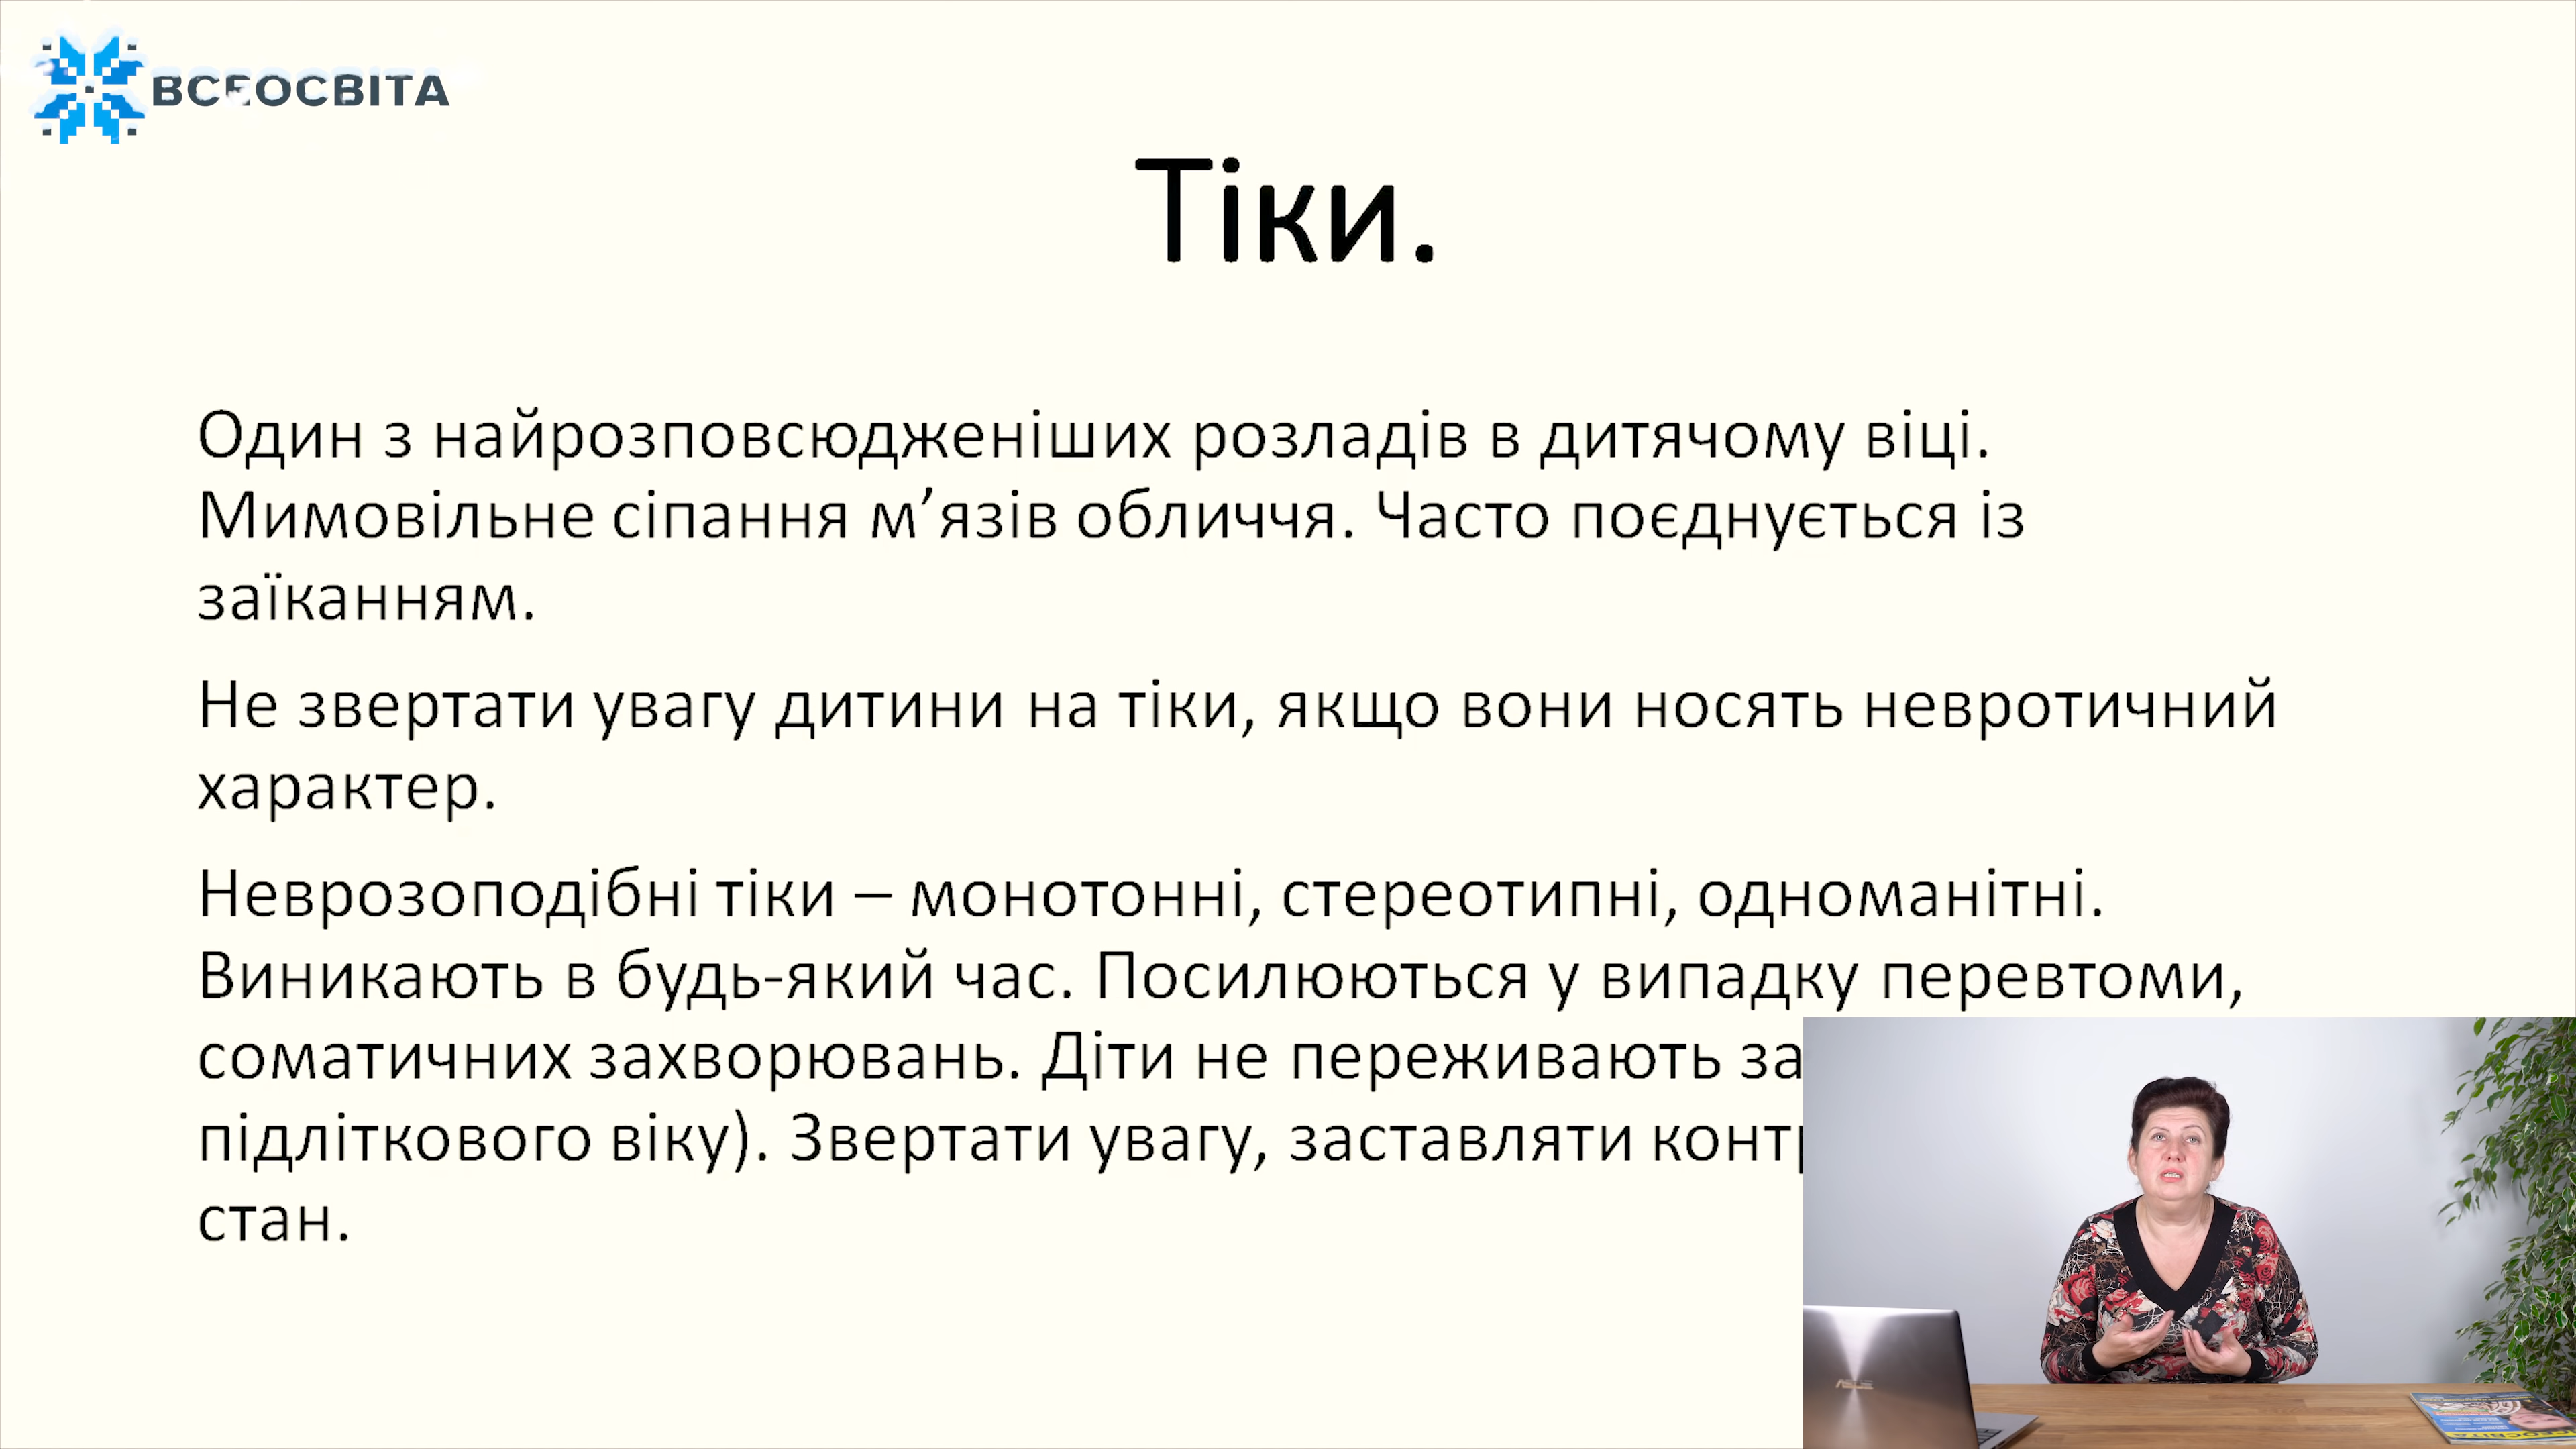 ВСЕОСВІТА
Тіки.
Один з найрозповсюдженіших розладів в дитячому віці.
Мимовільне сіпання м’язів обличчя. Часто поєднується із
заїканням.
Не звертати увагу дитини на тіки, якщо вони носять невротичний
характер.
Неврозоподібні тіки – монотонні, стереотипні, одноманітні.
Виникають в будь-який час. Посилюються у випадку перевтоми,
соматичних захворювань. Діти не переживають за
підліткового віку). Звертати увагу, заставляти
стан.
ASUS